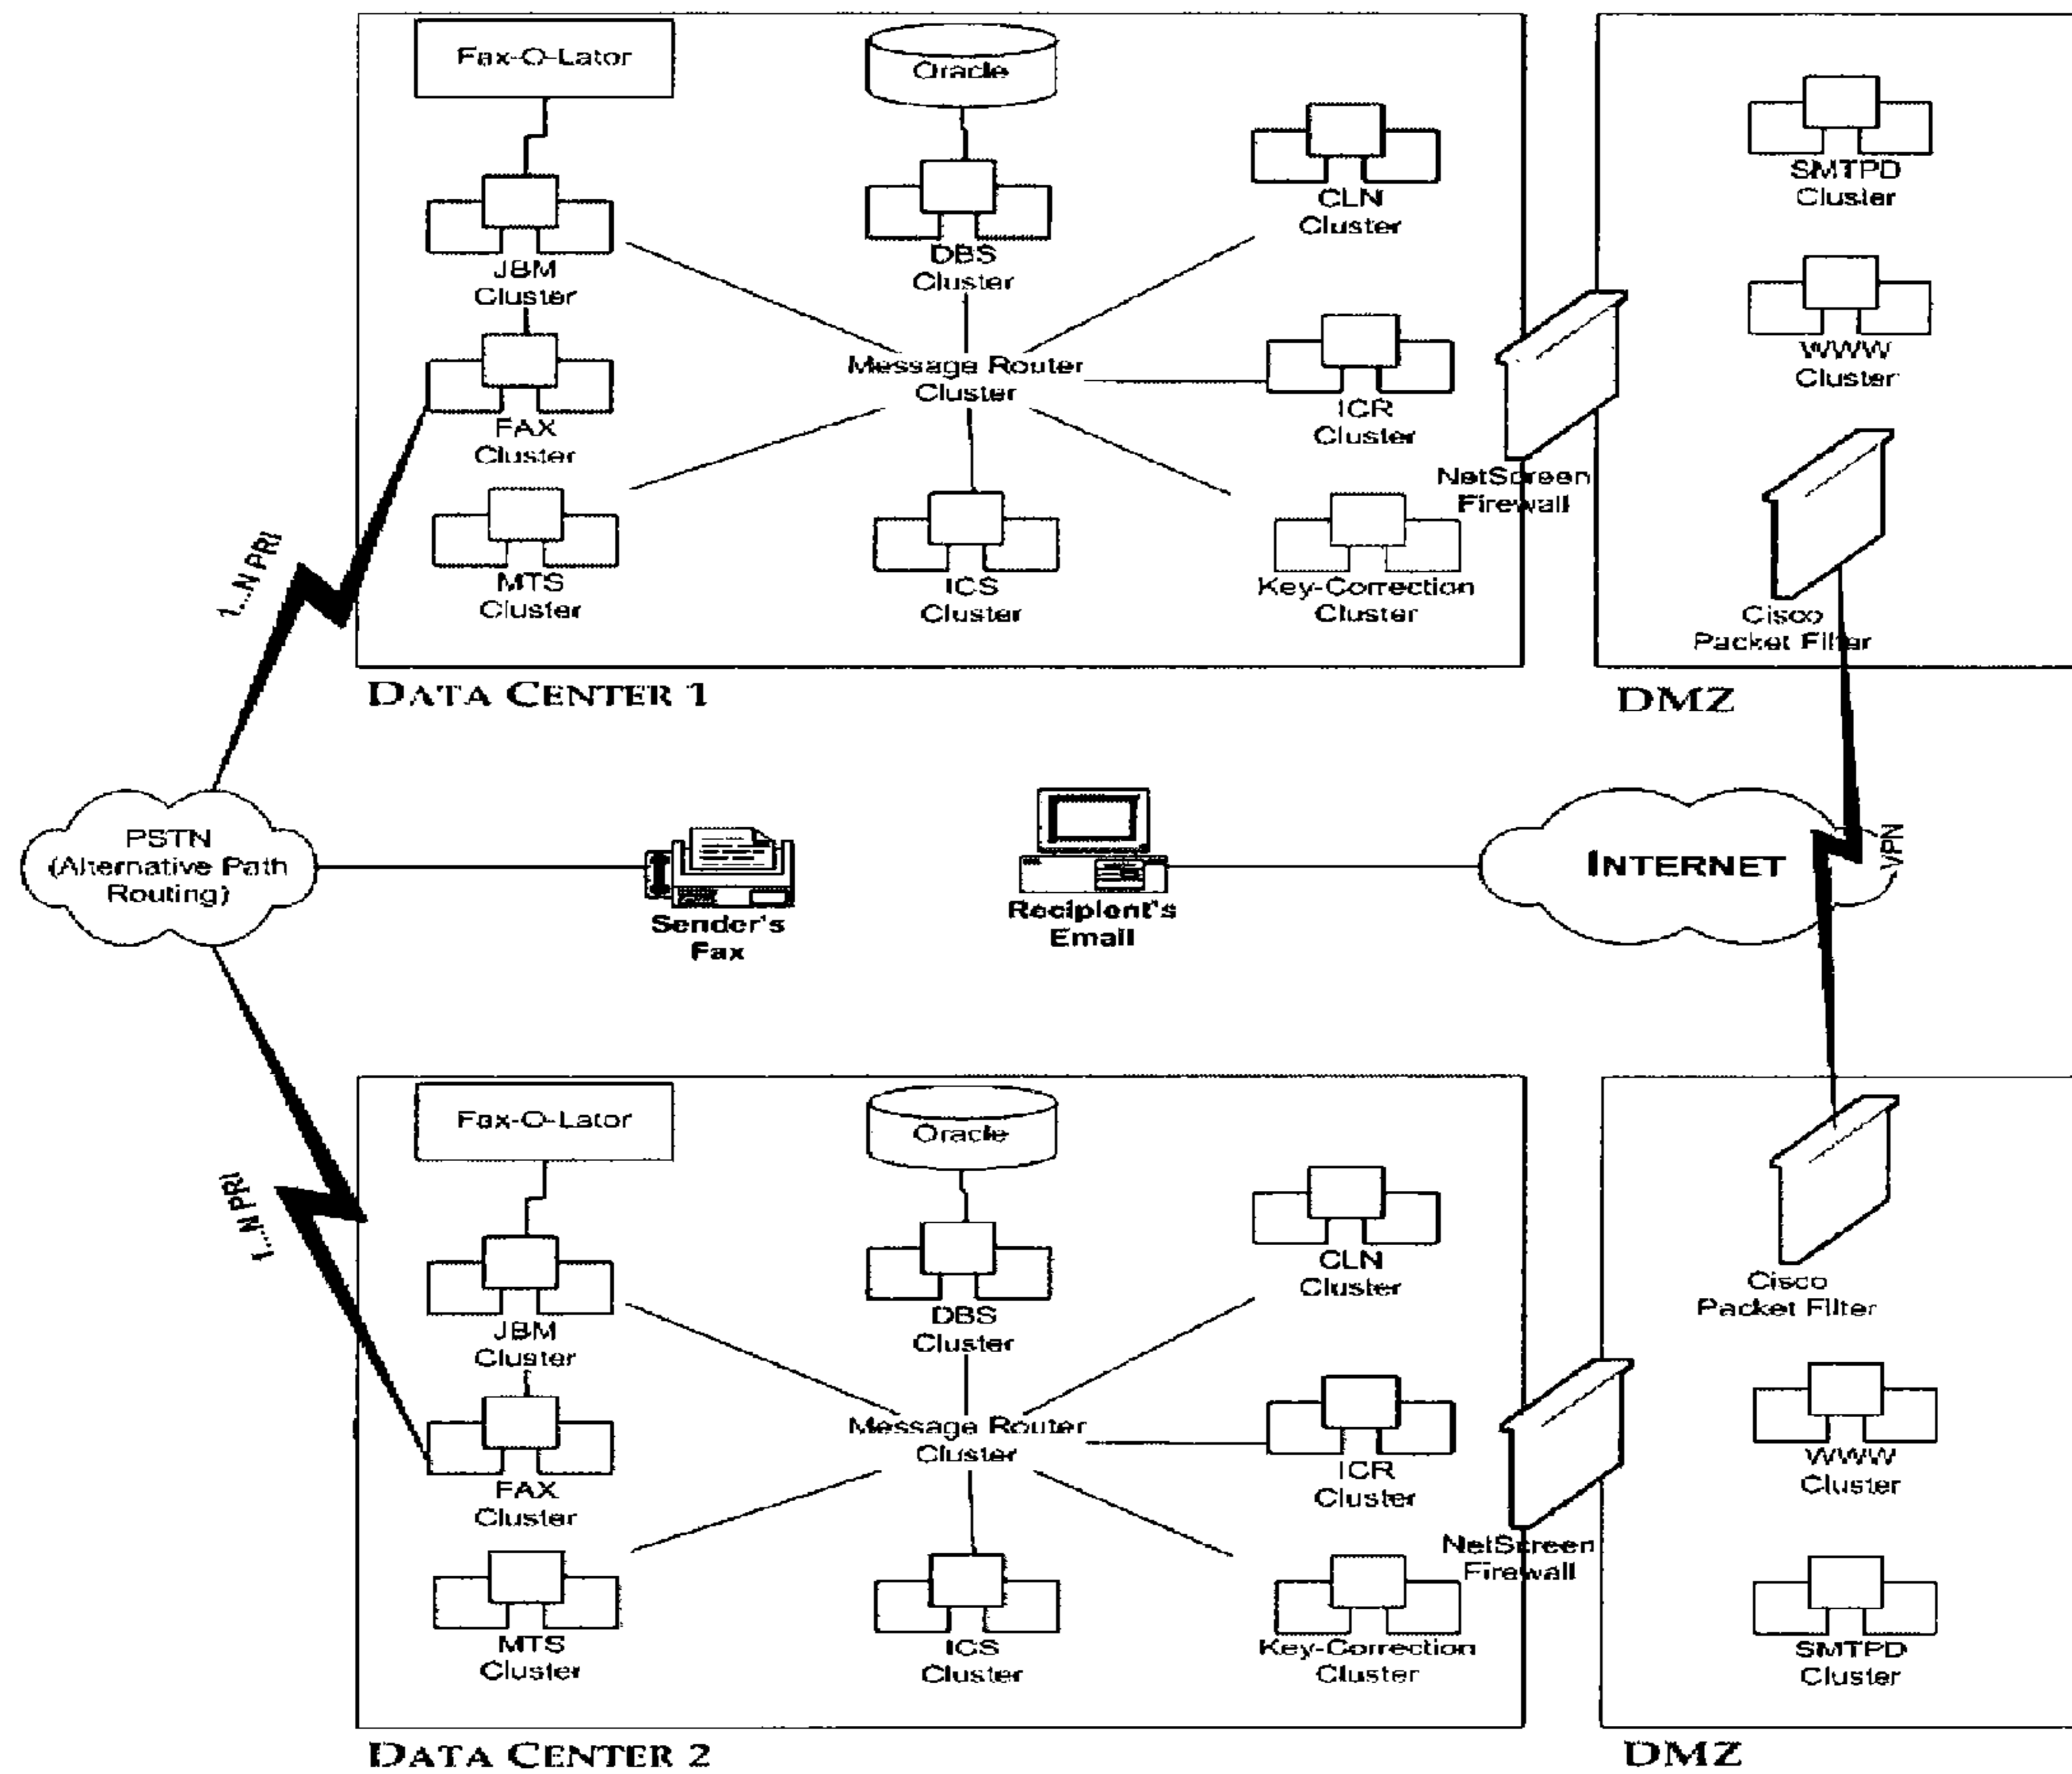 Fax-O-Lator
Oracle
SMTPD
Cluster
CLN
Cluster
JBM
Cluster
DBS
Cluster
WWW
Cluster
Message Router
Cluster
ICR
Cluster
FAX
Cluster
NetScreen
Firewall
1...N PRI
MTS
Cluster
ICS
Cluster
Key-Correction
Cluster
Cisco
Packet Filter
DATA CENTER 1
DMZ
PSTN
(Alternative Path
Routing)
Sender's
Fax
Recipient's
Email
INTERNET
VPN
Fax-O-Lator
Oracle
1...N PRI
CLN
Cluster
Cisco
Packet Filter
JBM
Cluster
DBS
Cluster
Message Router
Cluster
ICR
Cluster
WWW
Cluster
FAX
Cluster
NetScreen
Firewall
MTS
Cluster
ICS
Cluster
Key-Correction
Cluster
SMTPD
Cluster
DATA CENTER 2
DMZ